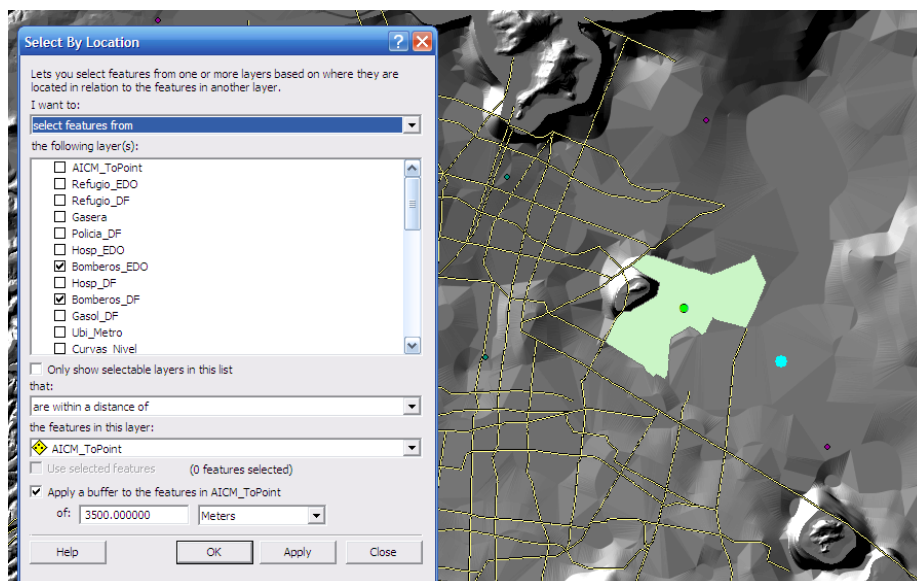 Select By Location
Lets you select features from one or more layers based on where they are
located in relation to the features in another layer.
I want to:
select features from
the following layer(s):
AICM_ToPoint
Refugio_EDO
Refugio_DF
Gasera
Policia_DF
Hosp_EDO
Bomberos_EDO
Hosp_DF
Bomberos_DF
Gasol_DF
Ubi_Metro
Curvas_Nivel
Only show selectable layers in this list
that:
are within a distance of
the features in this layer:
AICM_ToPoint
Use selected features (0 features selected)
Apply a buffer to the features in AICM_ToPoint
of: 3500.000000 Meters
Help OK Apply Close